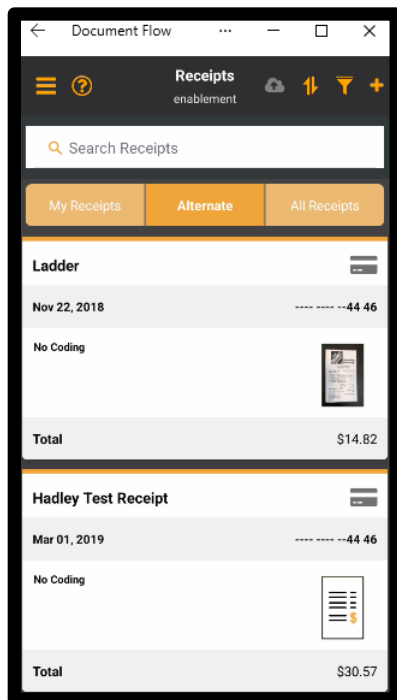 Document Flow
Receipts
enablement
Search Receipts
My Receipts Alternate All Receipts
Ladder
Nov 22, 2018 ---- ---- --44 46
No Coding
Total $14.82
Hadley Test Receipt
Mar 01, 2019 ---- ---- --44 46
No Coding
Total $30.57